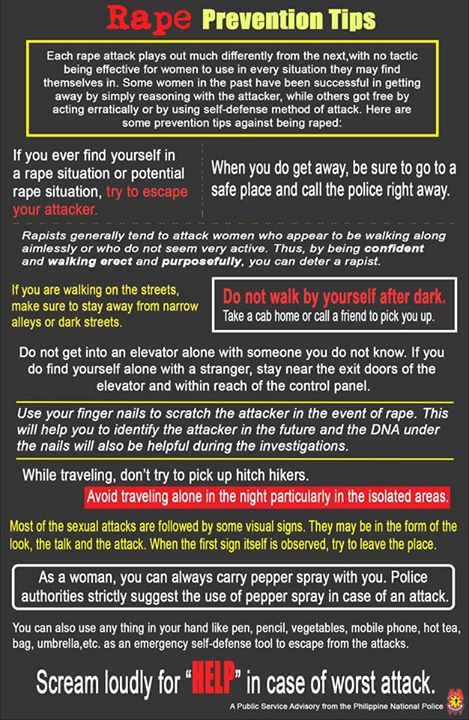 Rape Prevention Tips
Each rape attack plays out much differently from the next,with no tactic
being effective for women to use in every situation they may find
themselves in. Some women in the past have been successful in getting
away by simply reasoning with the attacker, while others got free by
acting erratically or by using self-defense method of attack. Here are
some prevention tips against being raped:
If you ever find yourself in
a rape situation or potential
rape situation, try to escape
your attacker.
When you do get away, be sure to go to a
safe place and call the police right away.
Rapists generally tend to attack women who appear to be walking along
aimlessly or who do not seem very active. Thus, by being confident
and walking erect and purposefully, you can deter a rapist.
If you are walking on the streets,
make sure to stay away from narrow
alleys or dark streets.
Do not walk by yourself after dark.
Take a cab home or call a friend to pick you up.
Do not get into an elevator alone with someone you do not know. If you
do find yourself alone with a stranger, stay near the exit doors of the
elevator and within reach of the control panel.
Use your finger nails to scratch the attacker in the event of rape. This
will help you to identify the attacker in the future and the DNA under
the nails will also be helpful during the investigations.
While traveling, don't try to pick up hitch hikers.
Avoid traveling alone in the night particularly in the isolated areas.
Most of the sexual attacks are followed by some visual signs. They may be in the form of the
look, the talk and the attack. When the first sign itself is observed, try to leave the place.
As a woman, you can always carry pepper spray with you. Police
authorities strictly suggest the use of pepper spray in case of an attack.
You can also use any thing in your hand like pen, pencil, vegetables, mobile phone, hot tea,
bag, umbrella,etc. as an emergency self-defense tool to escape from the attacks.
Scream loudly for "HELP" in case of worst attack.
A Public Service Advisory from the Philippine National Police